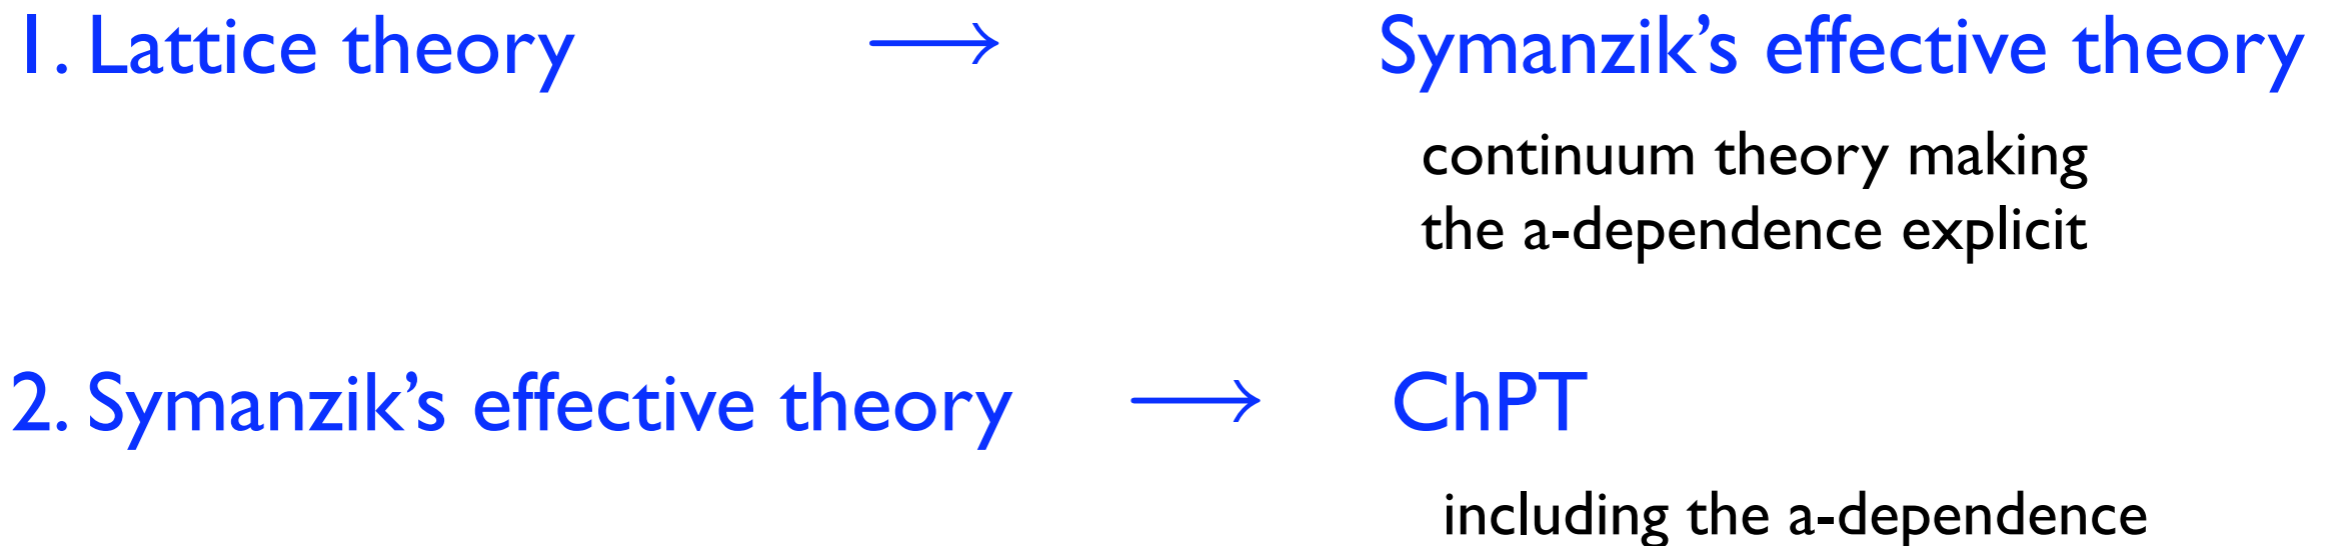 1. Lattice theory ⟶ Symanzik's effective theory
continuum theory making
the a-dependence explicit
2. Symanzik's effective theory ⟶ ChPT
including the a-dependence